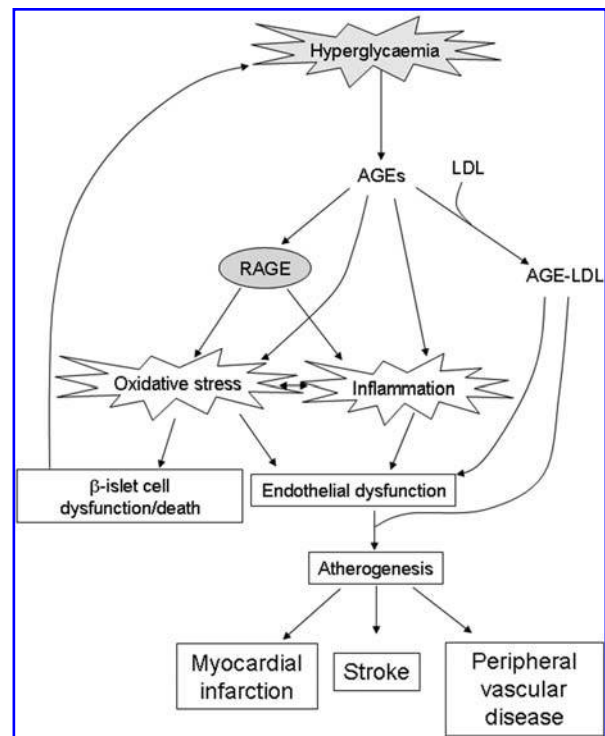 Hyperglycaemia
AGEs
LDL
RAGE
AGE-LDL
Oxidative stress
Inflammation
β-islet cell
dysfunction/death
Endothelial dysfunction
Atherogenesis
Myocardial
infarction
Stroke
Peripheral
vascular
disease